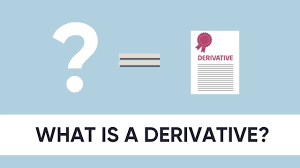 ?
=
DERIVATIVE
WHAT IS A DERIVATIVE?